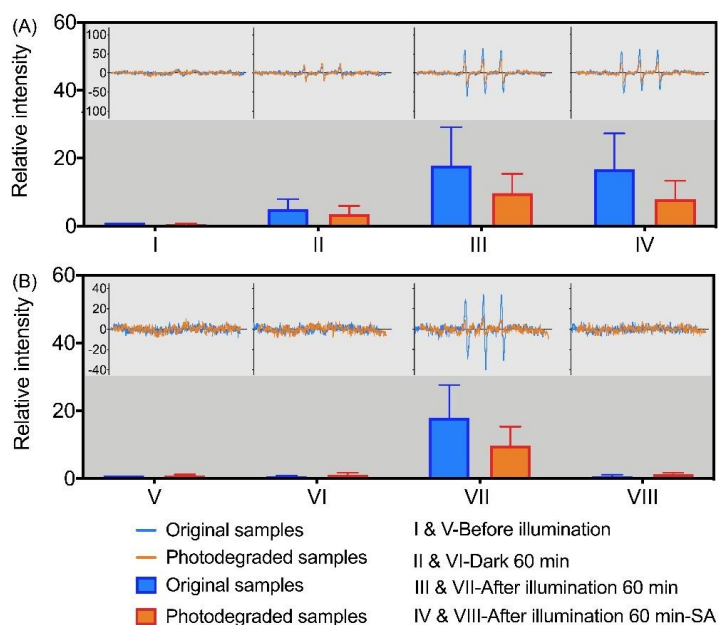 (A)
Relative intensity
60
40
20
0
100
50
0
-50
-100
I II III IV
(B)
Relative intensity
60
40
20
0
40
20
0
-20
-40
V VI VII VIII
Original samples
Photodegraded samples
Original samples
Photodegraded samples
I & V-Before illumination
II & VI-Dark 60 min
III & VII-After illumination 60 min
IV & VIII-After illumination 60 min-SA